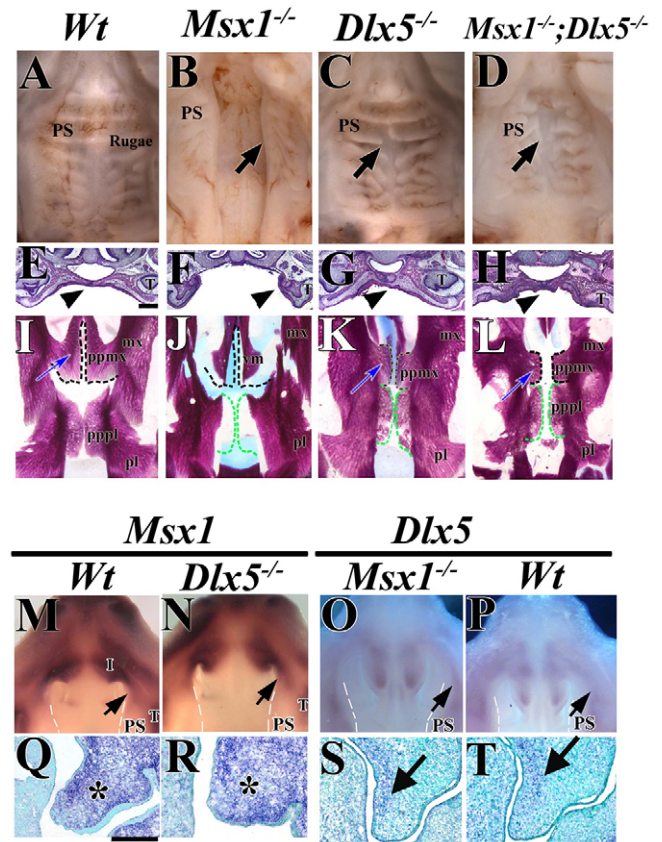 Wt Msx1-/- Dlx5-/- Msx1-/-;Dlx5-/-
A B C D
PS PS PS PS
Rugae
E F G H
T T T
I J K L
mx mx mx mx
ppmx vm ppmx ppmx
pppl pppl
pl pl pl pl
Msx1 Dlx5
Wt Dlx5-/- Msx1-/- Wt
M N O P
I
T T
PS PS PS PS
Q R S T
* *